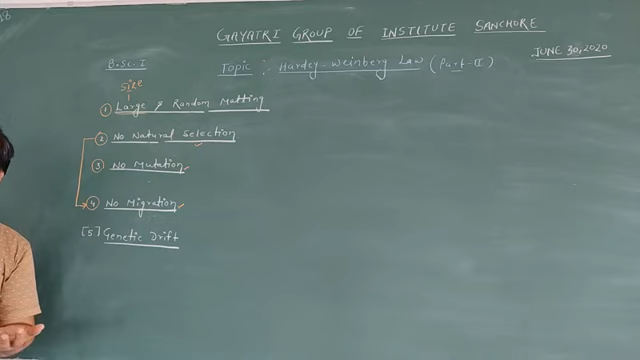 GAYATRI GROUP OF INSTITUTE SANCHORE
JUNE 30, 2020
B.Sc. I
Topic :- Hardey-Weinberg Law (Part-II)
Size
① Large & Random Matting
② No Natural Selection
③ No Mutation
④ No Migration
[5] Genetic Drift